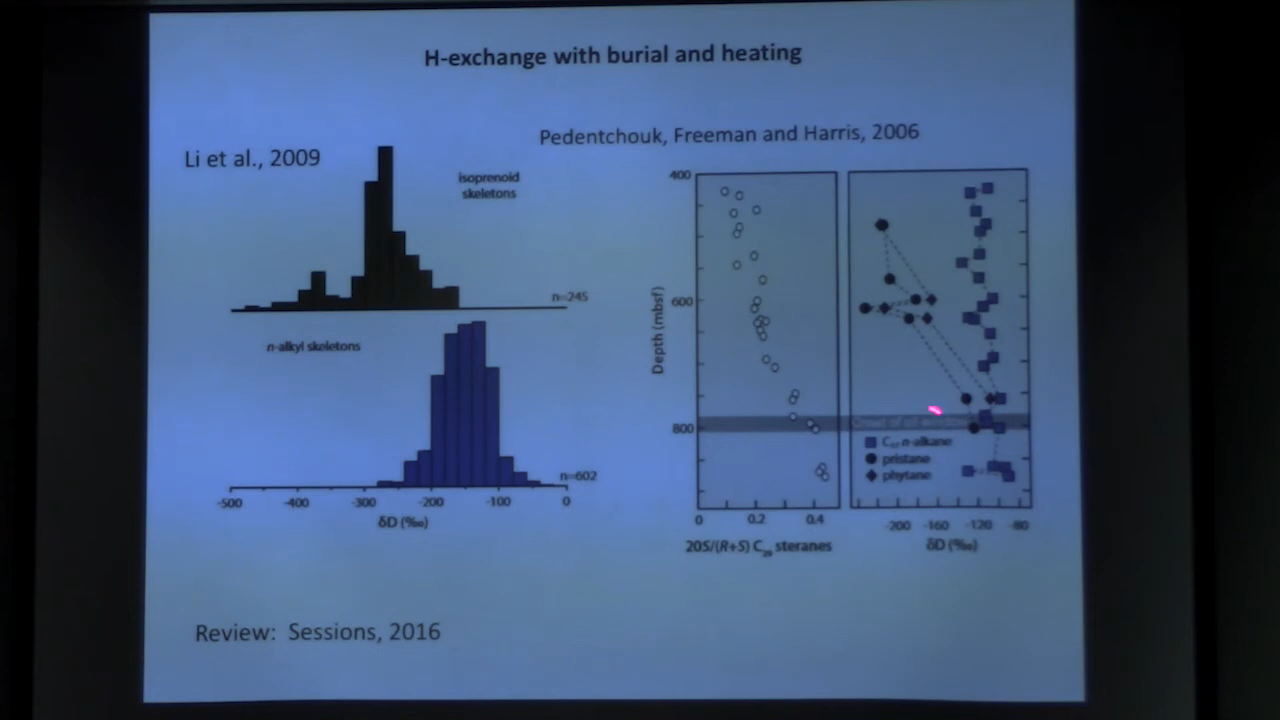 H-exchange with burial and heating
Li et al., 2009
Pedentchouk, Freeman and Harris, 2006
isoprenoid
skeletons
n=245
n-alkyl skeletons
n=602
-500 -400 -300 -200 -100 0
δD (‰)
400
600
800
Depth (mbsf)
0 0.2 0.4
20S/(R+S) C29 steranes
n-alkane
pristane
phytane
-200 -160 -120 -80
δD (‰)
Review: Sessions, 2016